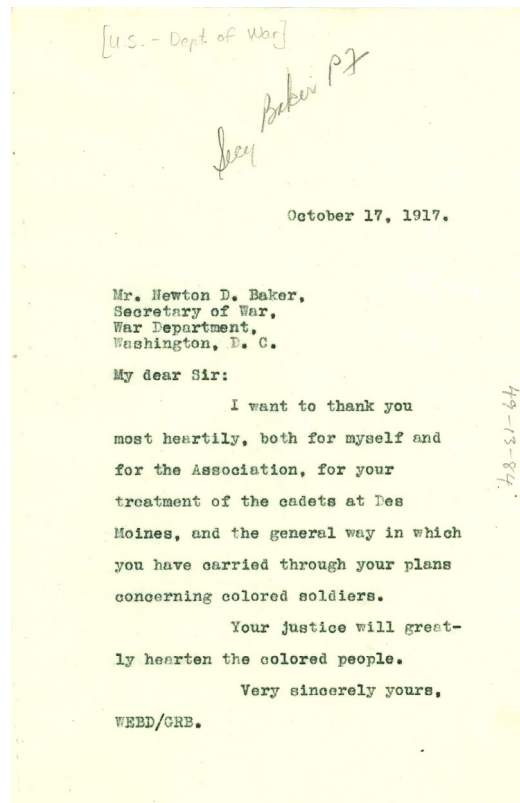 [U.S. - Dept. of War]
Secy Baker PF
October 17, 1917.
Mr. Newton D. Baker,
Secretary of War,
War Department,
Washington, D. C.
My dear Sir:
I want to thank you
most heartily, both for myself and
for the Association, for your
treatment of the cadets at Des
Moines, and the general way in which
you have carried through your plans
concerning colored soldiers.
Your justice will great-
ly hearten the colored people.
Very sincerely yours,
WEBD/GRB.
49-13-84